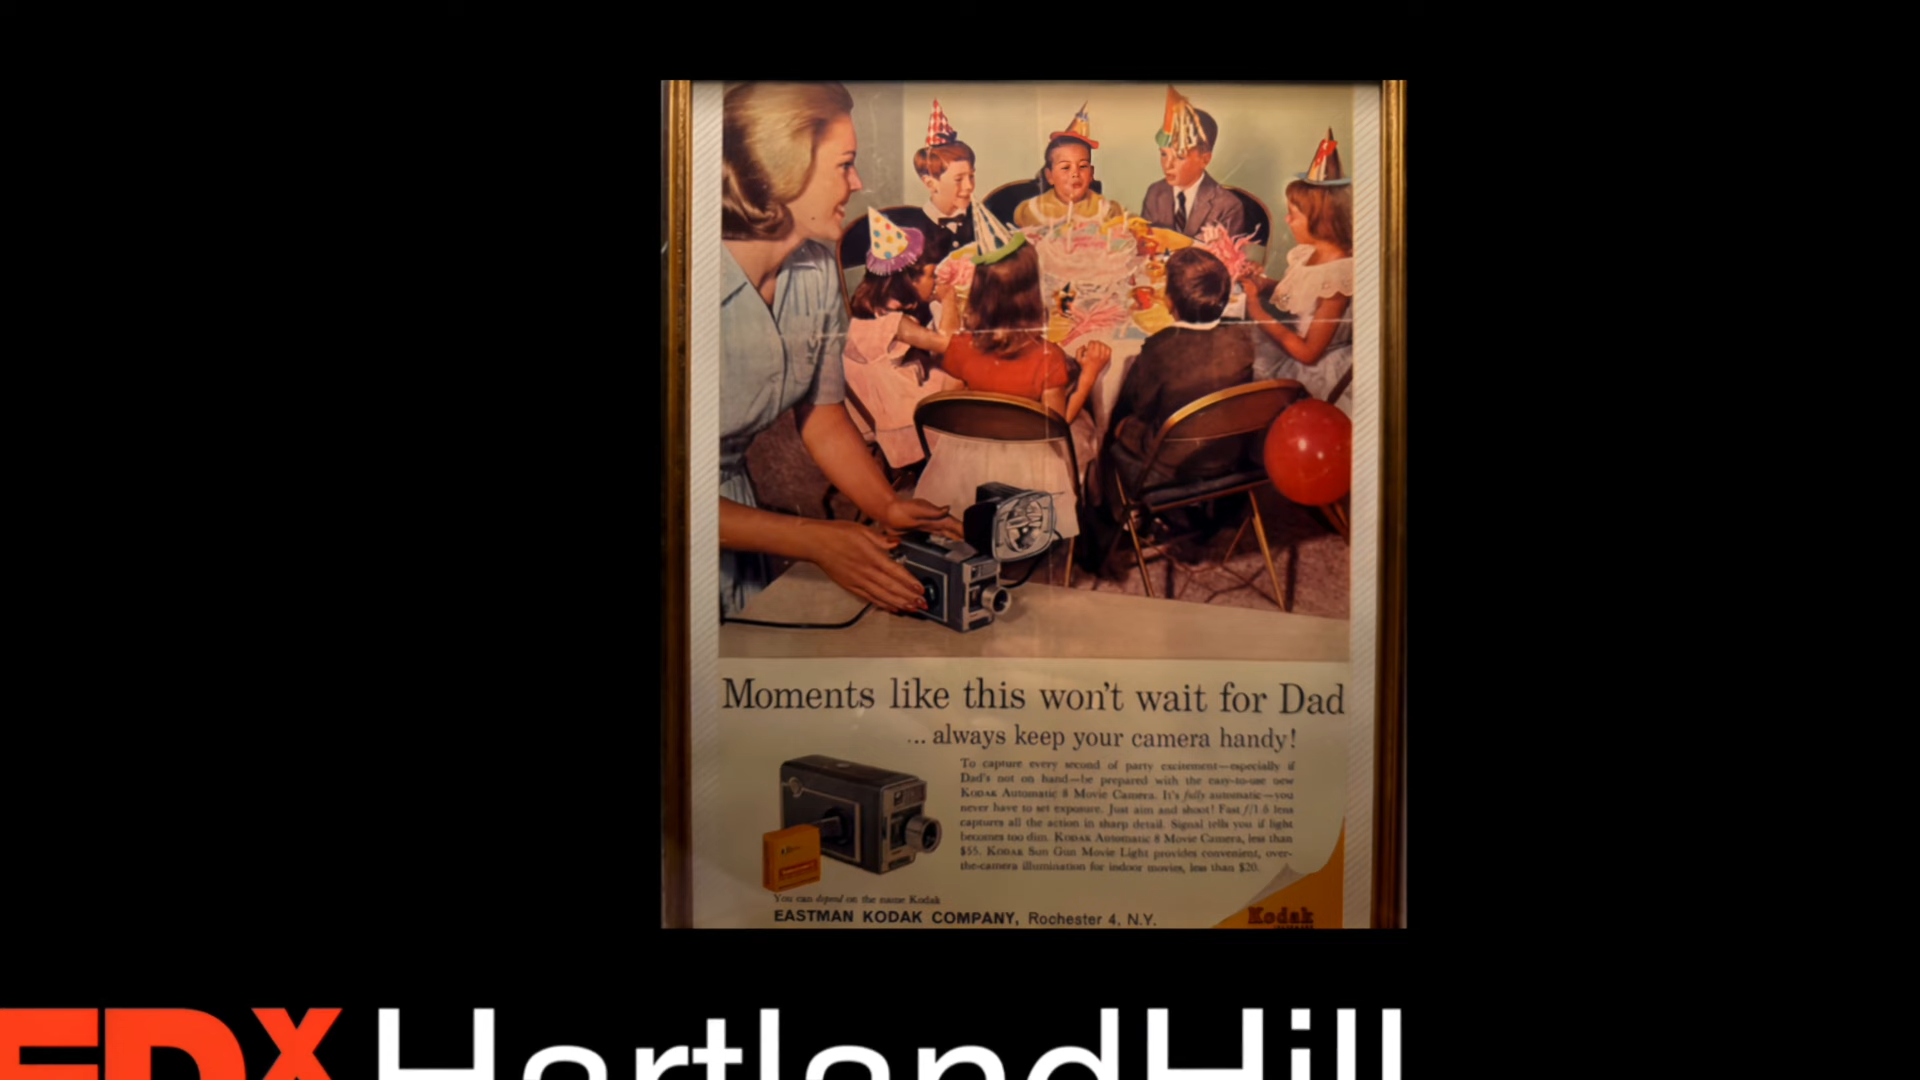 Moments like this won't wait for Dad
... always keep your camera handy!
To capture every second of party excitement—especially if
Dad's not on hand—be prepared with the easy-to-use new
KODAK Automatic 8 Movie Camera. It's fully automatic—you
never have to set exposure. Just aim and shoot! Fast f/1.6 lens
captures all the action in sharp detail. Signal tells you if light
becomes too dim. KODAK Automatic 8 Movie Camera, less than
$55. KODAK Sun Gun Movie Light provides convenient, over-
the-camera illumination for indoor movies, less than $20.
You can depend on the name Kodak
EASTMAN KODAK COMPANY, Rochester 4, N.Y.
Kodak
EDx HartlandHill